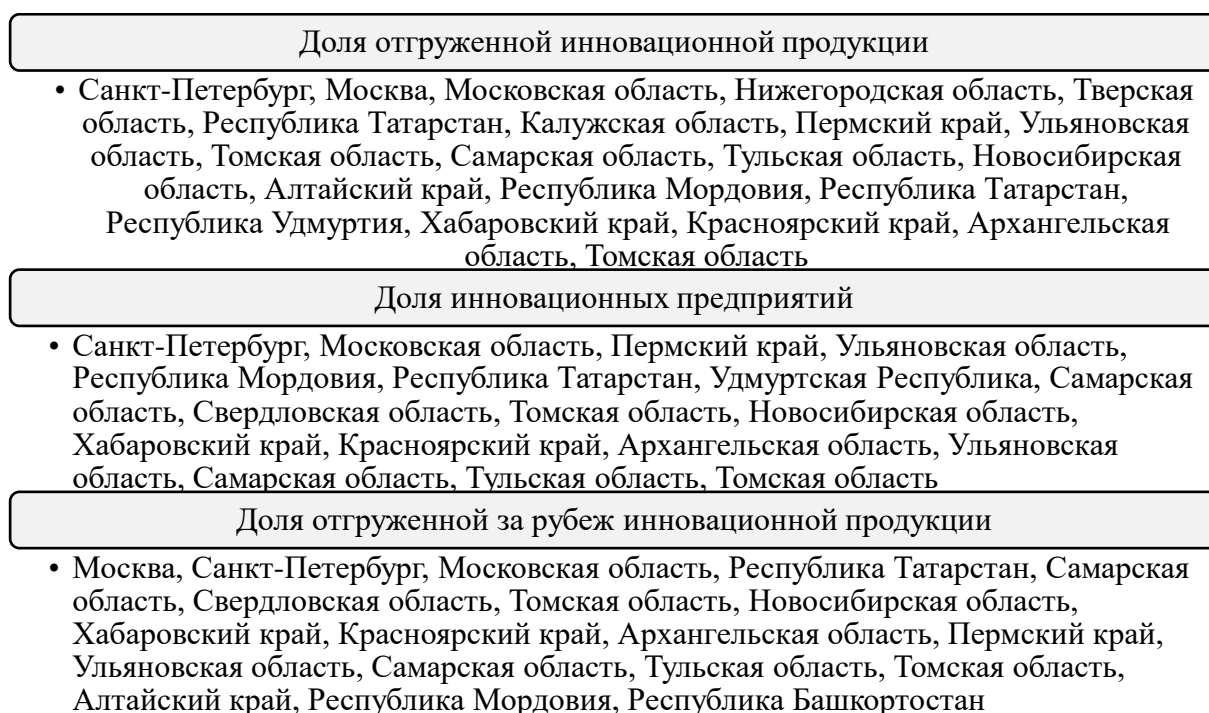 Доля отгруженной инновационной продукции
• Санкт-Петербург, Москва, Московская область, Нижегородская область, Тверская
область, Республика Татарстан, Калужская область, Пермский край, Ульяновская
область, Томская область, Самарская область, Тульская область, Новосибирская
область, Алтайский край, Республика Мордовия, Республика Татарстан,
Республика Удмуртия, Хабаровский край, Красноярский край, Архангельская
область, Томская область
Доля инновационных предприятий
• Санкт-Петербург, Московская область, Пермский край, Ульяновская область,
Республика Мордовия, Республика Татарстан, Удмуртская Республика, Самарская
область, Свердловская область, Томская область, Новосибирская область,
Хабаровский край, Красноярский край, Архангельская область, Ульяновская
область, Самарская область, Тульская область, Томская область
Доля отгруженной за рубеж инновационной продукции
• Москва, Санкт-Петербург, Московская область, Республика Татарстан, Самарская
область, Свердловская область, Томская область, Новосибирская область,
Хабаровский край, Красноярский край, Архангельская область, Пермский край,
Ульяновская область, Самарская область, Тульская область, Томская область,
Алтайский край, Республика Мордовия, Республика Башкортостан